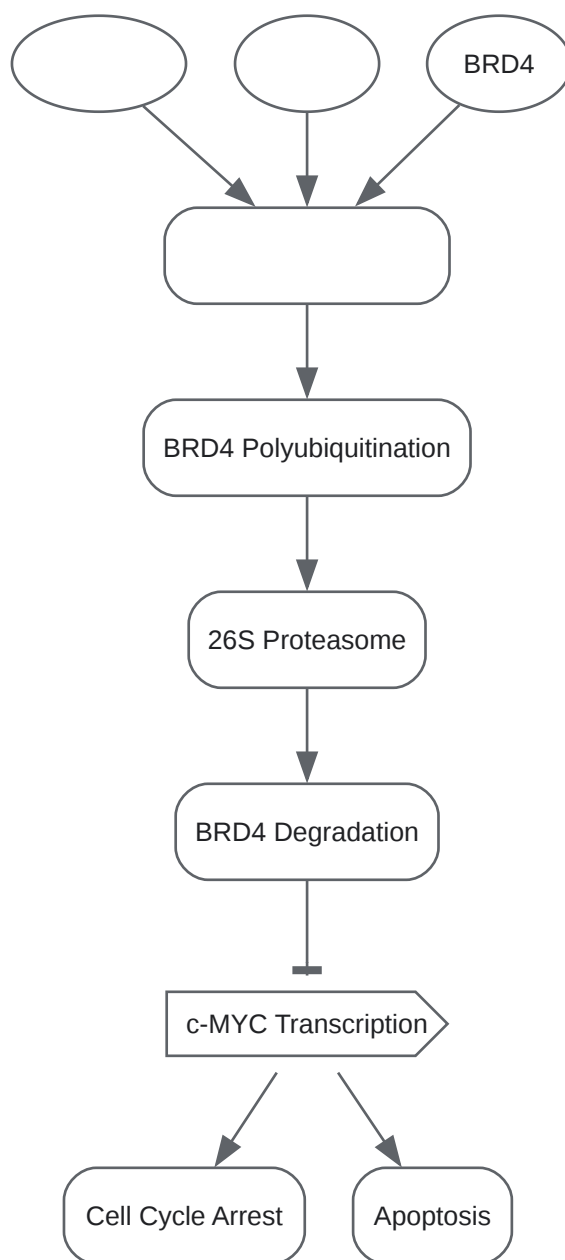 BRD4
BRD4 Polyubiquitination
26S Proteasome
BRD4 Degradation
c-MYC Transcription
Cell Cycle Arrest
Apoptosis